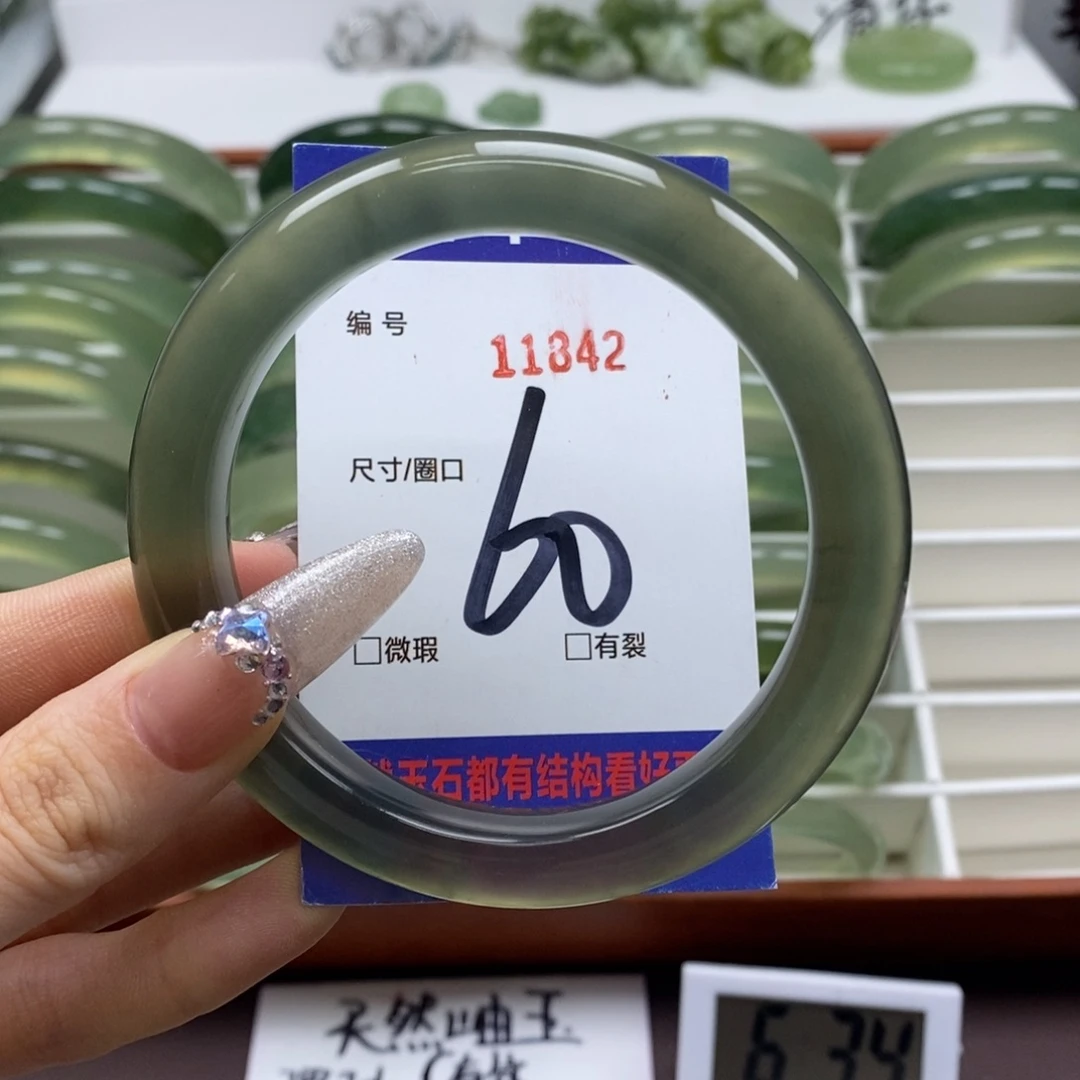 编号
11842
尺寸/圈口
60
□微瑕 □有裂
玉石都有结构看好
天然岫玉
6 34